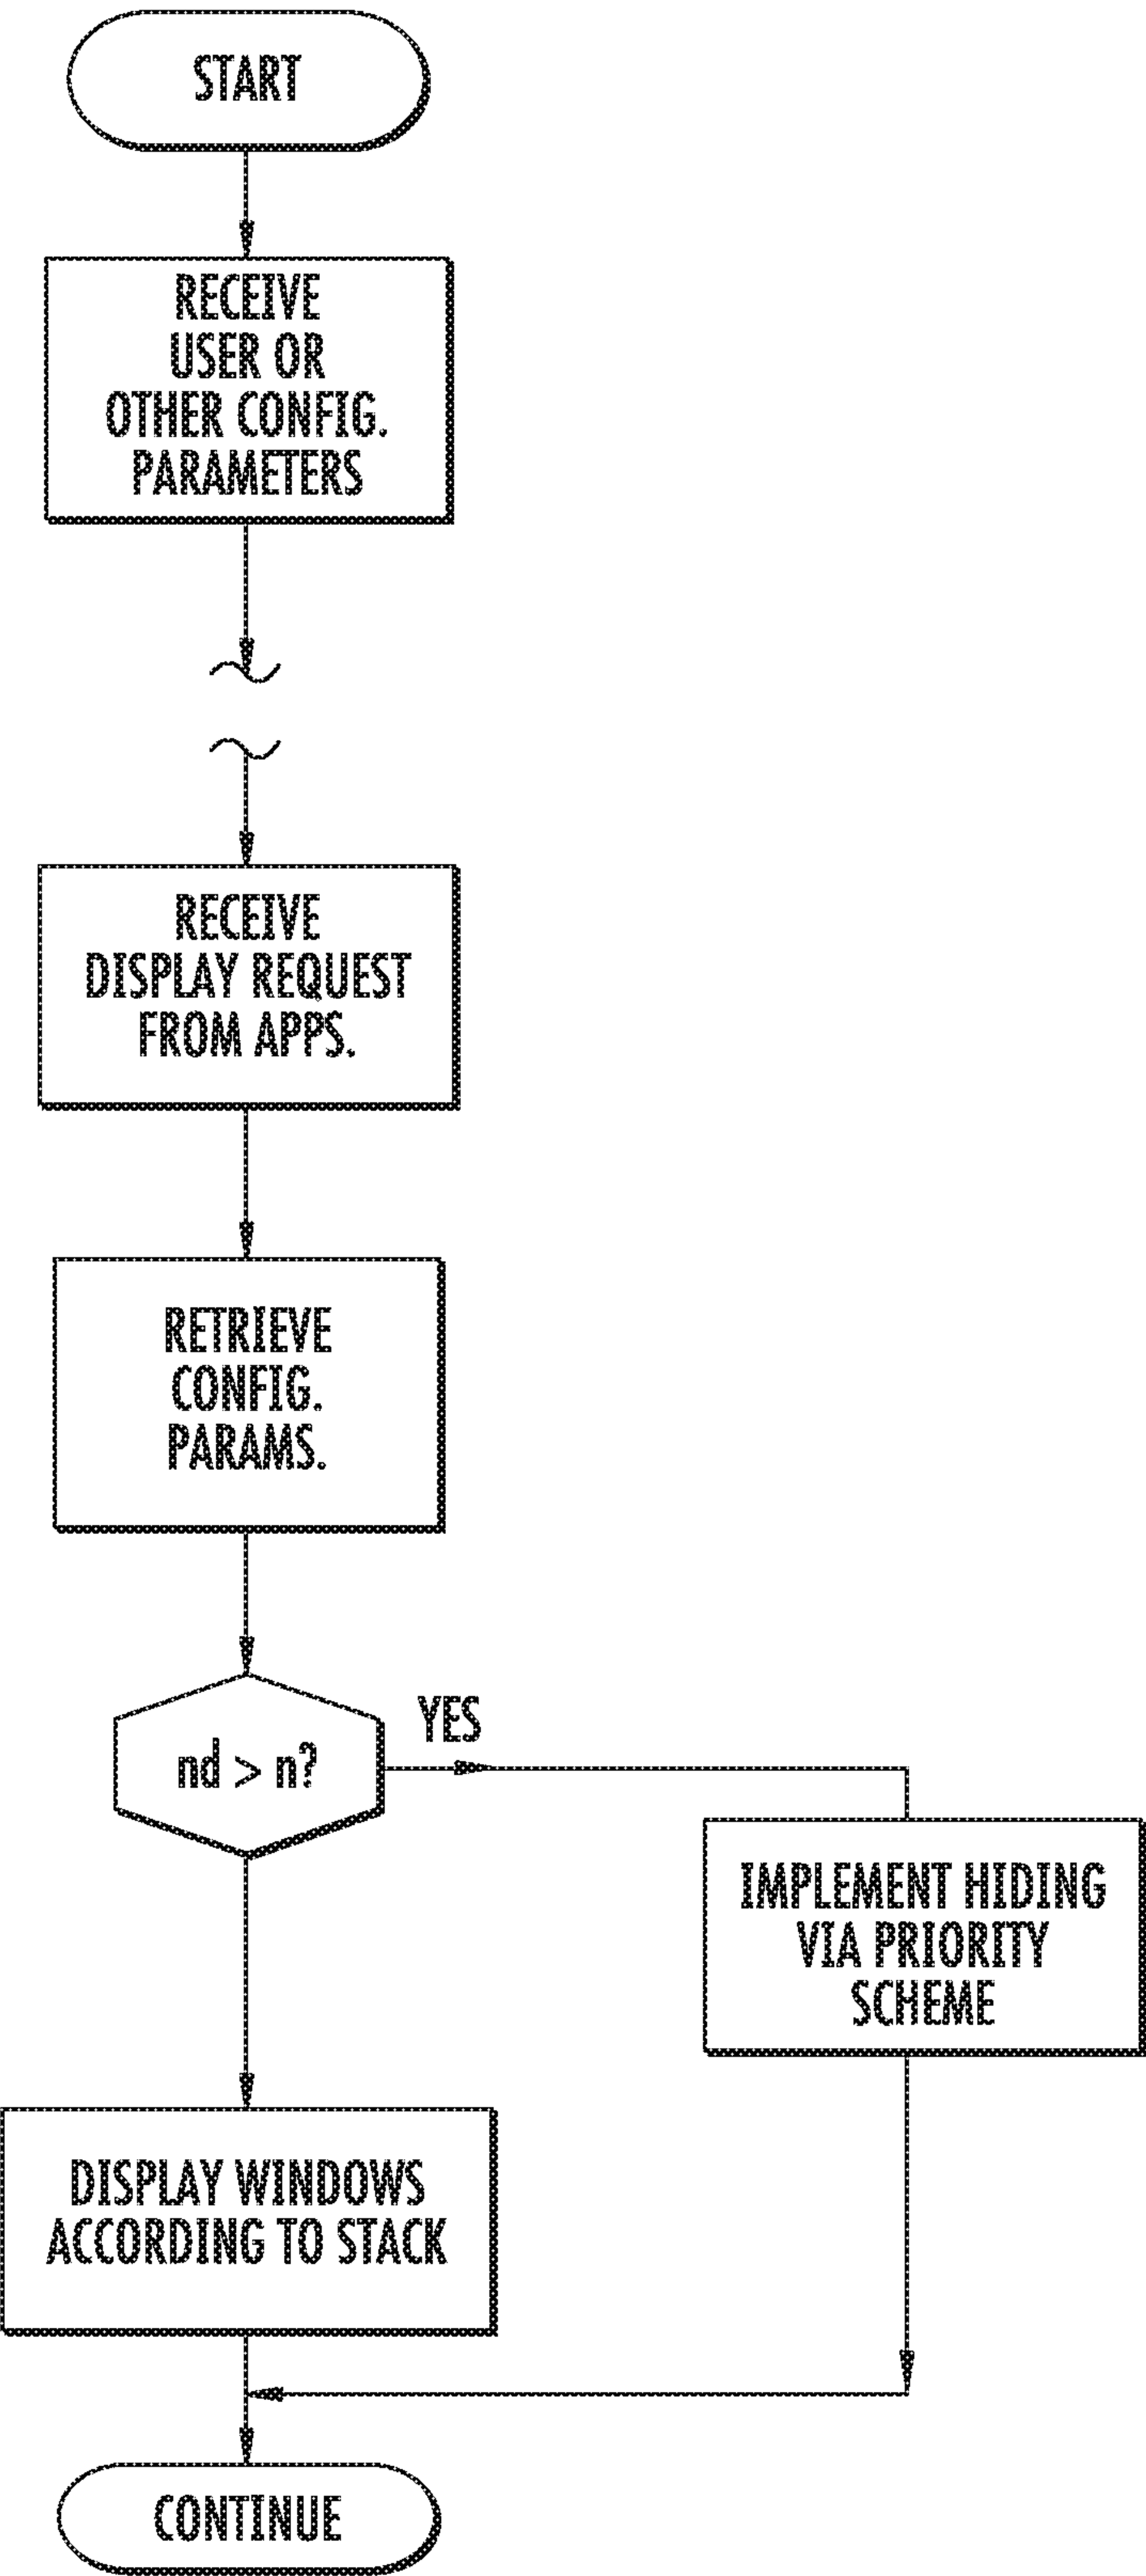 START
RECEIVE
USER OR
OTHER CONFIG.
PARAMETERS
RECEIVE
DISPLAY REQUEST
FROM APPS.
RETRIEVE
CONFIG.
PARAMS.
nd > n?
YES
IMPLEMENT HIDING
VIA PRIORITY
SCHEME
DISPLAY WINDOWS
ACCORDING TO STACK
CONTINUE